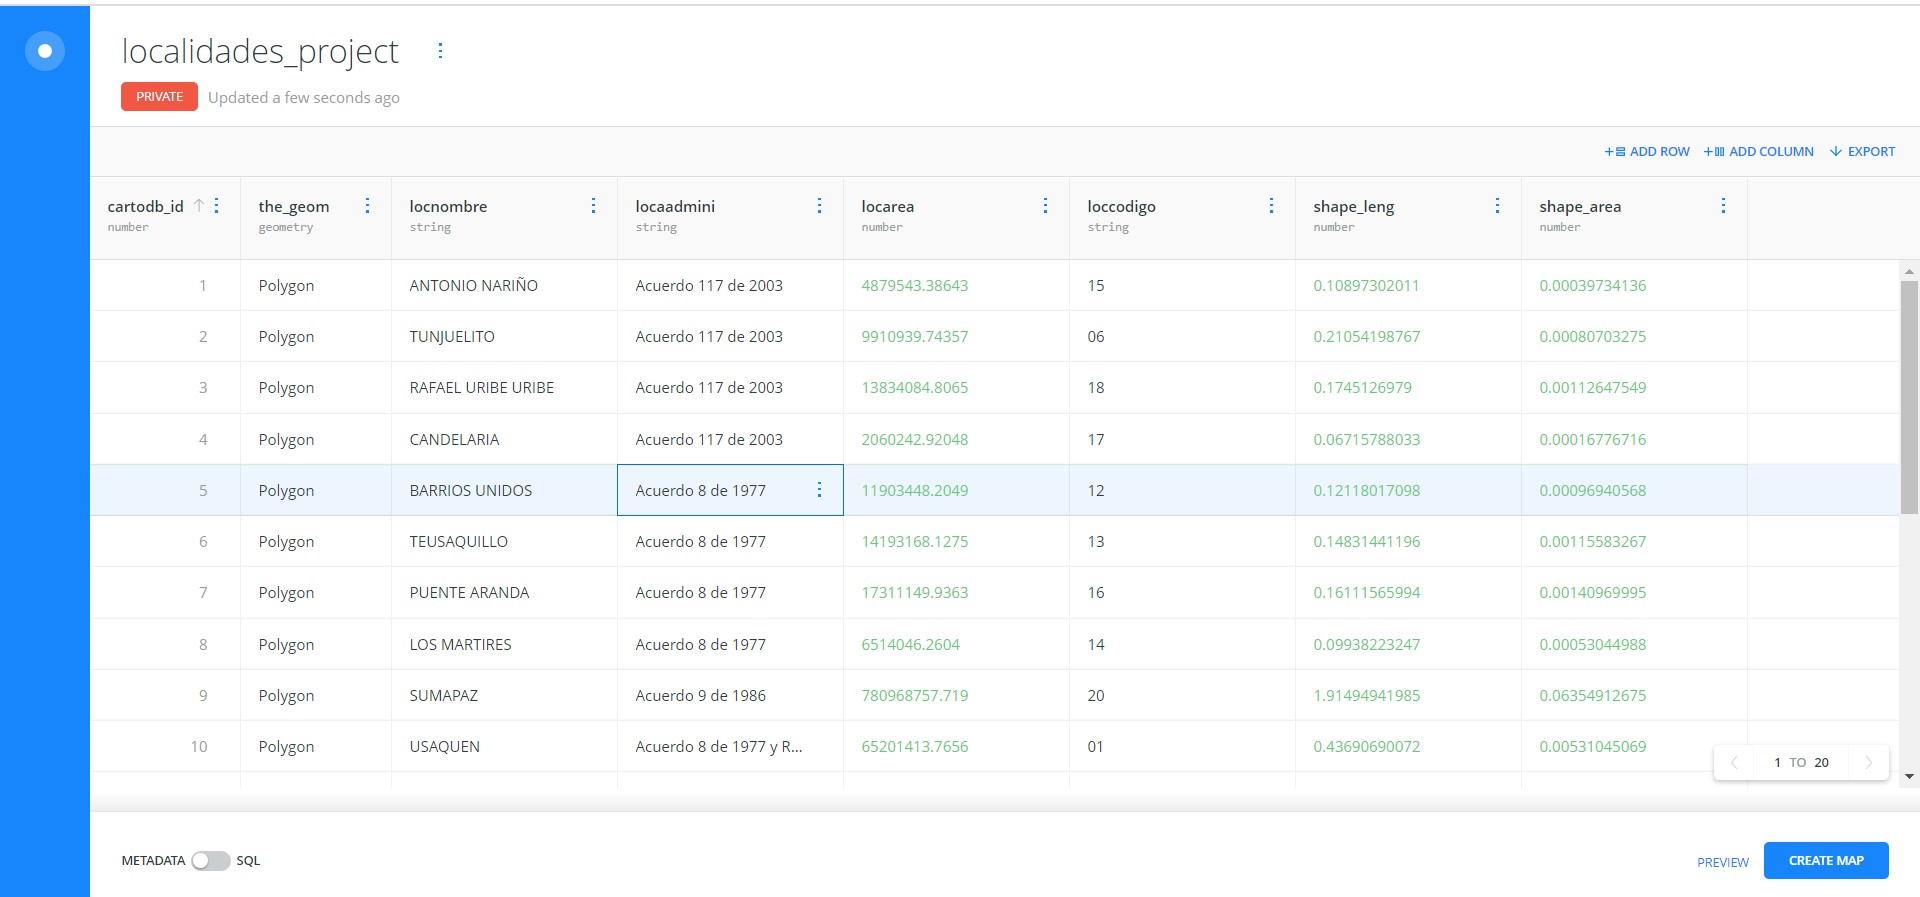 localidades_project
PRIVATE Updated a few seconds ago
ADD ROW ADD COLUMN EXPORT
cartodb_id the_geom locnombre locaadmini locarea loccodigo shape_leng shape_area
number geometry string string number string number number
1 Polygon ANTONIO NARIÑO Acuerdo 117 de 2003 4879543.38643 15 0.10897302011 0.00039734136
2 Polygon TUNJUELITO Acuerdo 117 de 2003 9910939.74357 06 0.21054198767 0.00080703275
3 Polygon RAFAEL URIBE URIBE Acuerdo 117 de 2003 13834084.8065 18 0.1745126979 0.00112647549
4 Polygon CANDELARIA Acuerdo 117 de 2003 2060242.92048 17 0.06715788033 0.00016776716
5 Polygon BARRIOS UNIDOS Acuerdo 8 de 1977 11903448.2049 12 0.12118017098 0.00096940568
6 Polygon TEUSAQUILLO Acuerdo 8 de 1977 14193168.1275 13 0.14831441196 0.00115583267
7 Polygon PUENTE ARANDA Acuerdo 8 de 1977 17311149.9363 16 0.16111565994 0.00140969995
8 Polygon LOS MARTIRES Acuerdo 8 de 1977 6514046.2604 14 0.09938223247 0.00053044988
9 Polygon SUMAPAZ Acuerdo 9 de 1986 780968757.719 20 1.91494941985 0.06354912675
10 Polygon USAQUEN Acuerdo 8 de 1977 y R... 65201413.7656 01 0.43690690072 0.00531045069
1 TO 20
METADATA SQL PREVIEW CREATE MAP